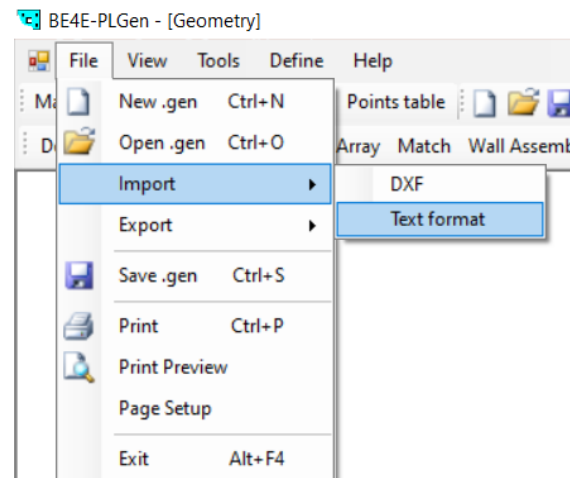 BE4E-PLGen - [Geometry]
File View Tools Define Help
New .gen Ctrl+N Points table
Open .gen Ctrl+O Array Match Wall Assemb
Import DXF
Text format
Export
Save .gen Ctrl+S
Print Ctrl+P
Print Preview
Page Setup
Exit Alt+F4